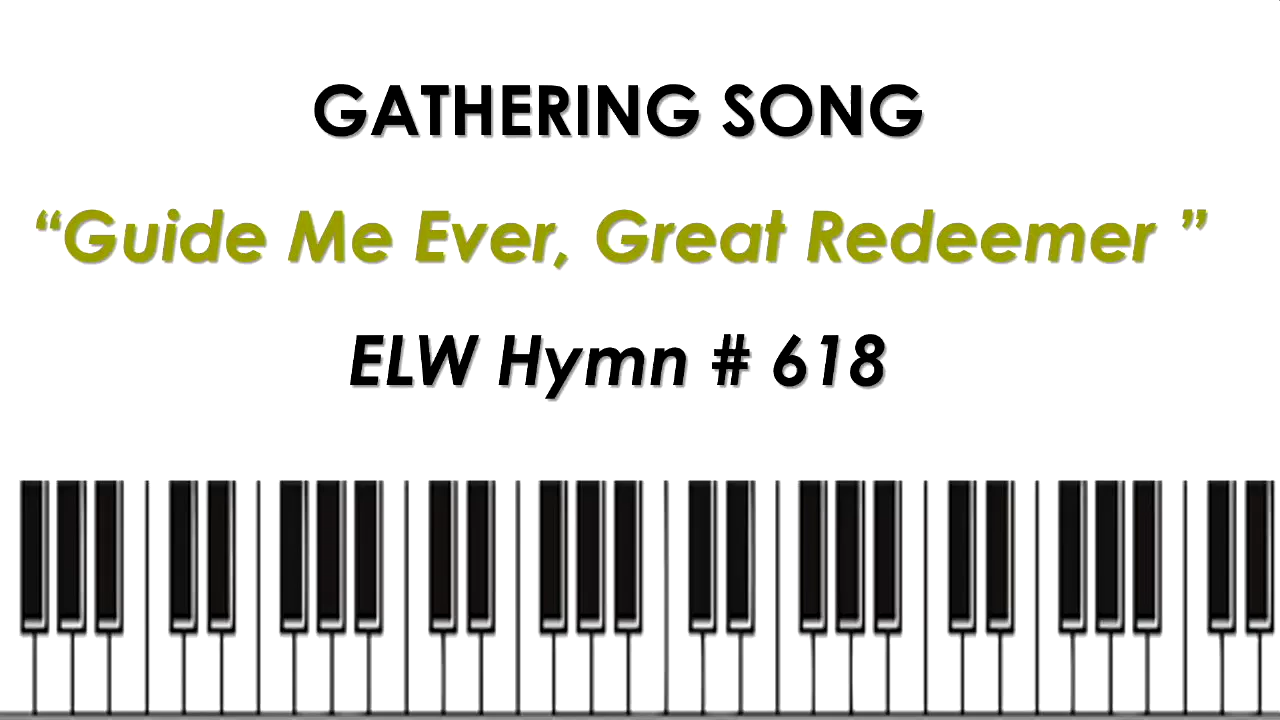 GATHERING SONG
“Guide Me Ever, Great Redeemer ”
ELW Hymn # 618